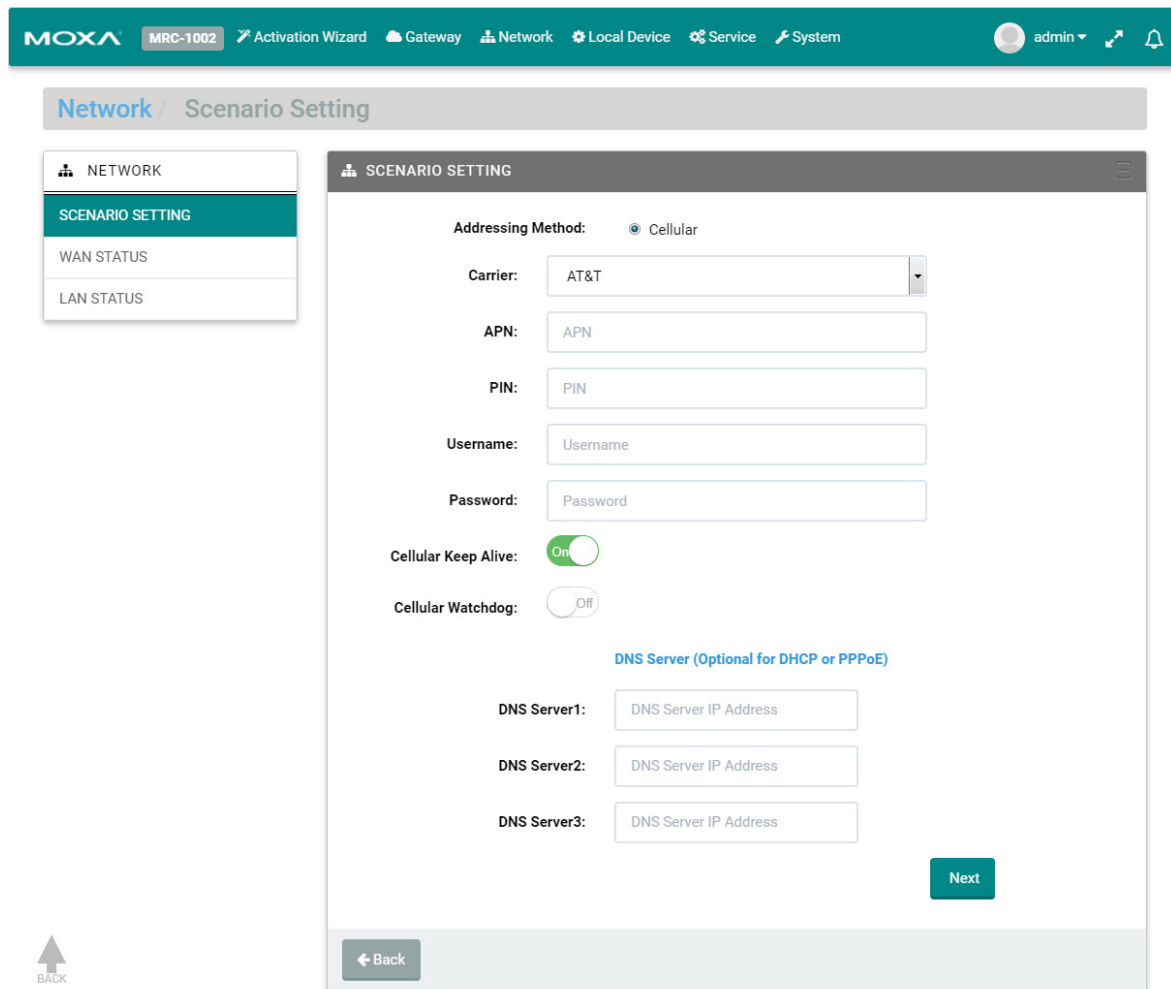 MOXA MRC-1002 Activation Wizard Gateway Network Local Device Service System admin
Network / Scenario Setting
NETWORK
SCENARIO SETTING
WAN STATUS
LAN STATUS
SCENARIO SETTING
Addressing Method: Cellular
Carrier: AT&T
APN: APN
PIN: PIN
Username: Username
Password: Password
Cellular Keep Alive: On
Cellular Watchdog: Off
DNS Server (Optional for DHCP or PPPoE)
DNS Server1: DNS Server IP Address
DNS Server2: DNS Server IP Address
DNS Server3: DNS Server IP Address
Next
Back
BACK